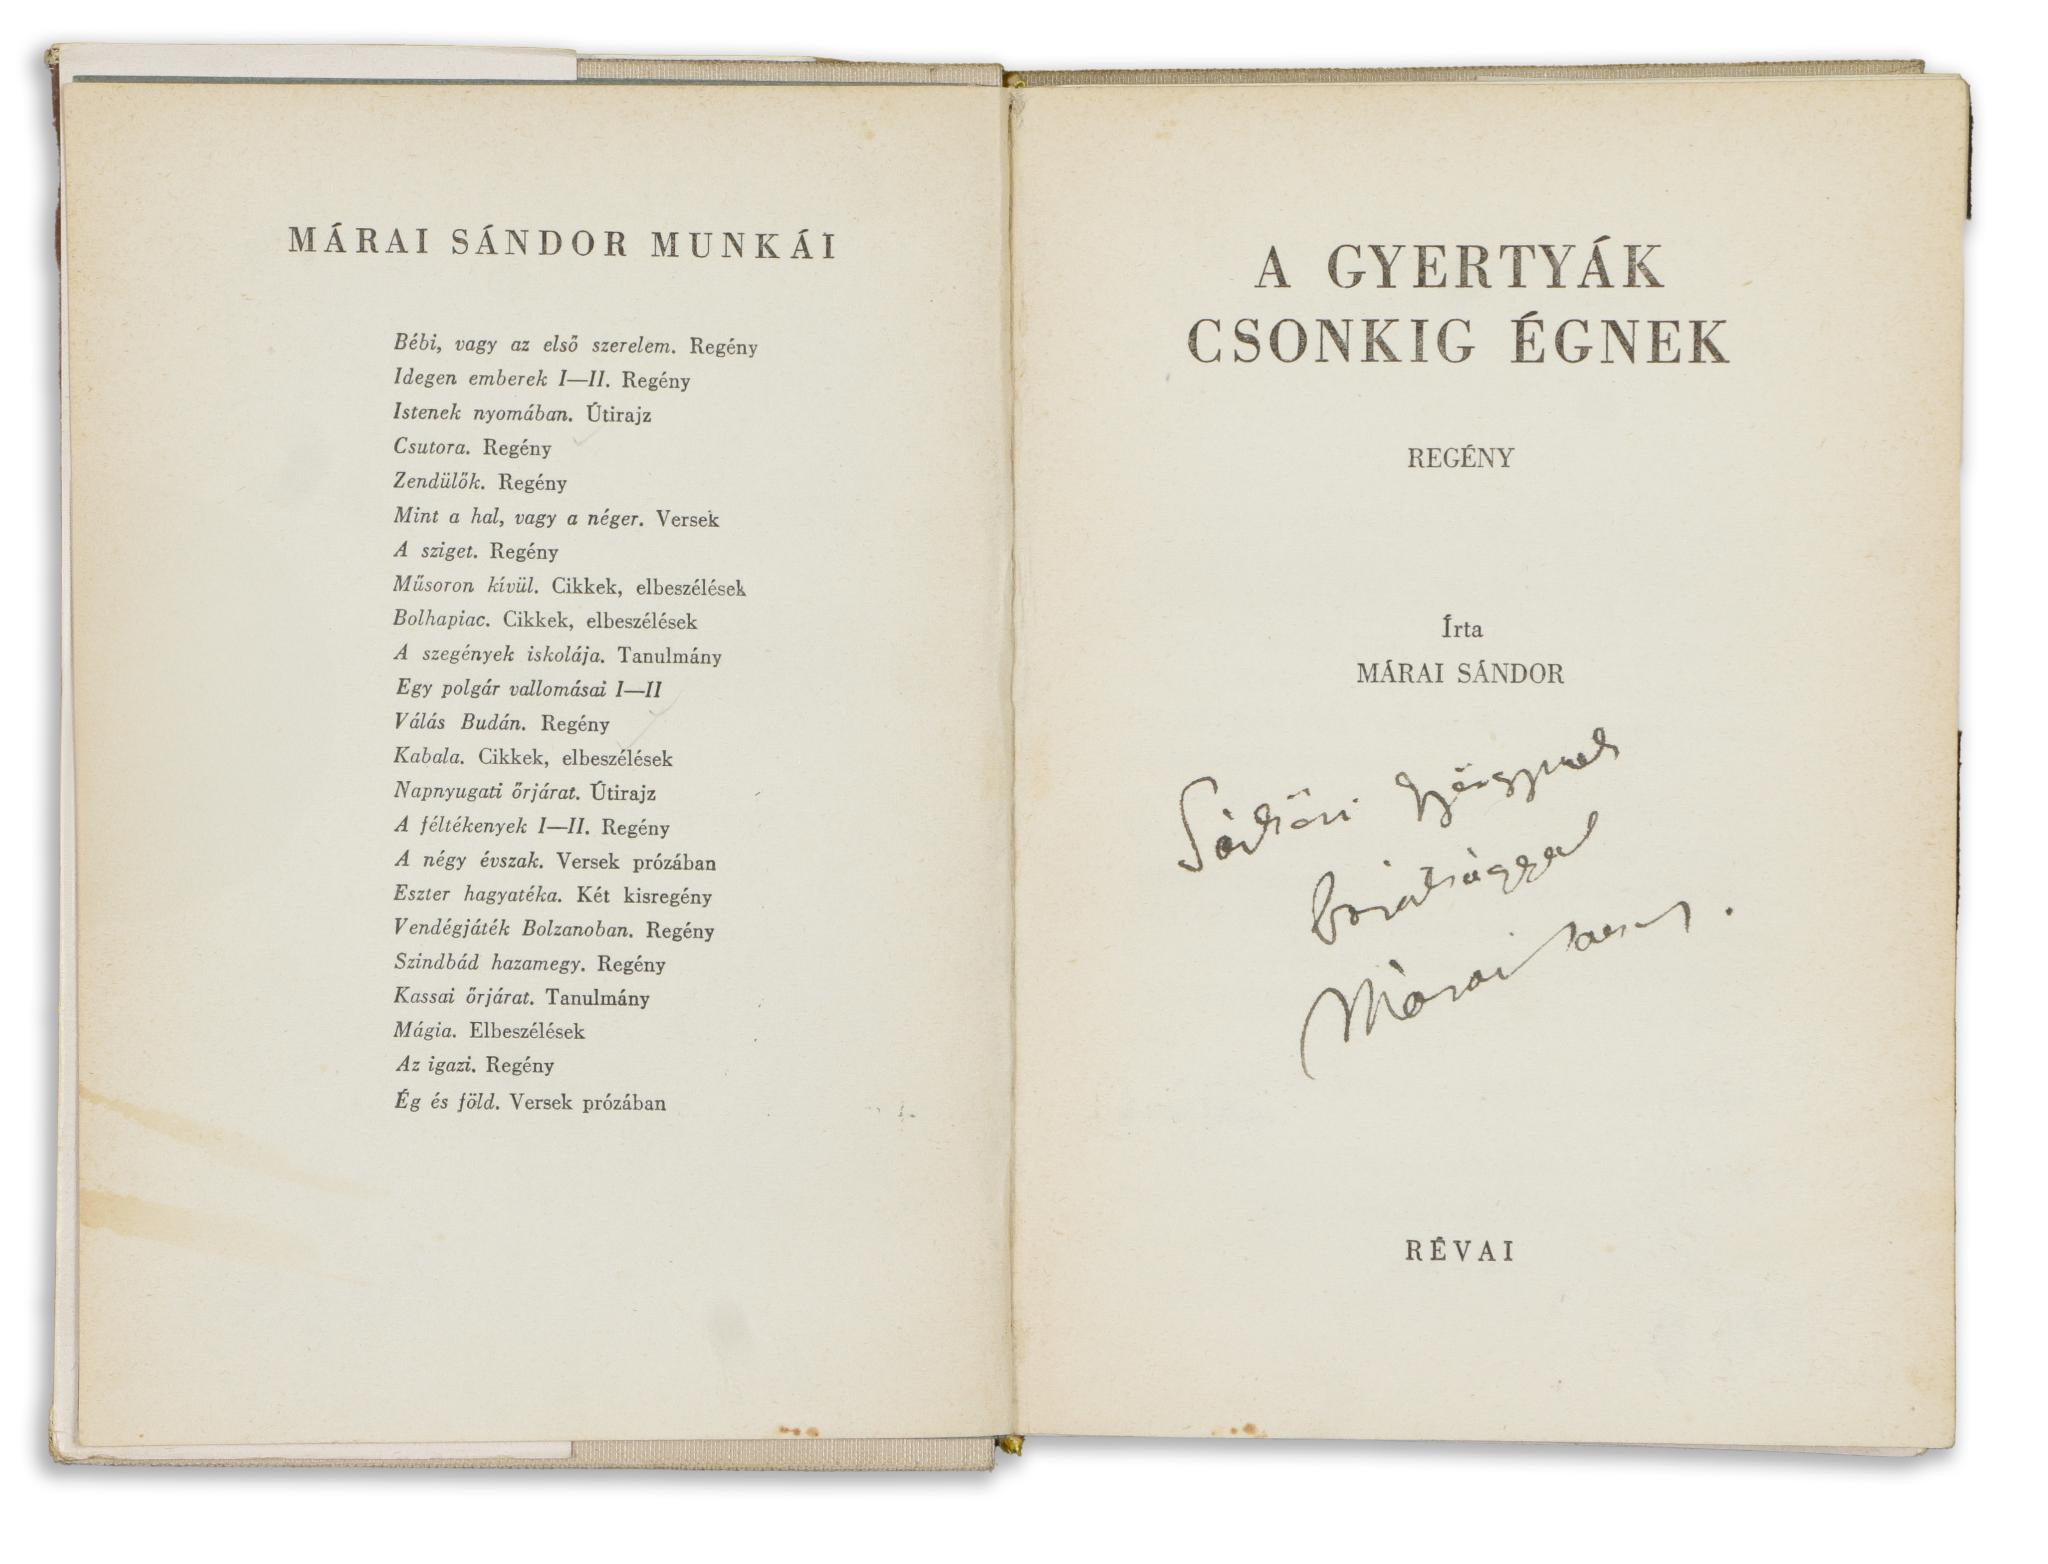 MÁRAI SÁNDOR MUNKÁI
Bébi, vagy az első szerelem. Regény
Idegen emberek I—II. Regény
Istenek nyomában. Útirajz
Csutora. Regény
Zendülők. Regény
Mint a hal, vagy a néger. Versek
A sziget. Regény
Műsoron kívül. Cikkek, elbeszélések
Bolhapiac. Cikkek, elbeszélések
A szegények iskolája. Tanulmány
Egy polgár vallomásai I—II
Válás Budán. Regény
Kabala. Cikkek, elbeszélések
Napnyugati őrjárat. Útirajz
A féltékenyek I—II. Regény
A négy évszak. Versek prózában
Eszter hagyatéka. Két kisregény
Vendégjáték Bolzanoban. Regény
Szindbád hazamegy. Regény
Kassai őrjárat. Tanulmány
Mágia. Elbeszélések
Az igazi. Regény
Ég és föld. Versek prózában
A GYERTYÁK
CSONKIG ÉGNEK
REGÉNY
Írta
MÁRAI SÁNDOR
Györgynek
barátsággal
Márai Sándor.
RÉVAI